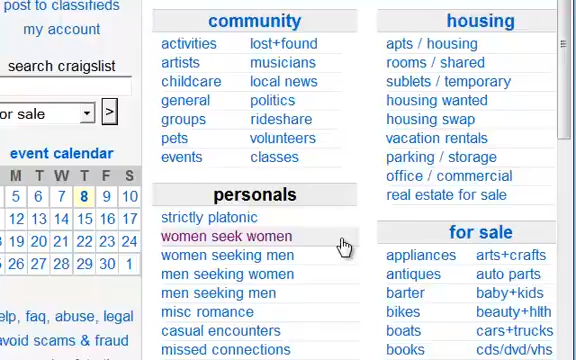 post to classifieds
my account
search craigslist
or sale
>
event calendar
M T W T F S
5 6 7 8 9 10
12 13 14 15 16 17
19 20 21 22 23 24
26 27 28 29 30 1
elp, faq, abuse, legal
avoid scams & fraud
community
activities lost+found
artists musicians
childcare local news
general politics
groups rideshare
pets volunteers
events classes
personals
strictly platonic
women seek women
women seeking men
men seeking women
men seeking men
misc romance
casual encounters
missed connections
housing
apts / housing
rooms / shared
sublets / temporary
housing wanted
housing swap
vacation rentals
parking / storage
office / commercial
real estate for sale
for sale
appliances arts+crafts
antiques auto parts
barter baby+kids
bikes beauty+hlth
boats cars+trucks
books cds/dvd/vhs